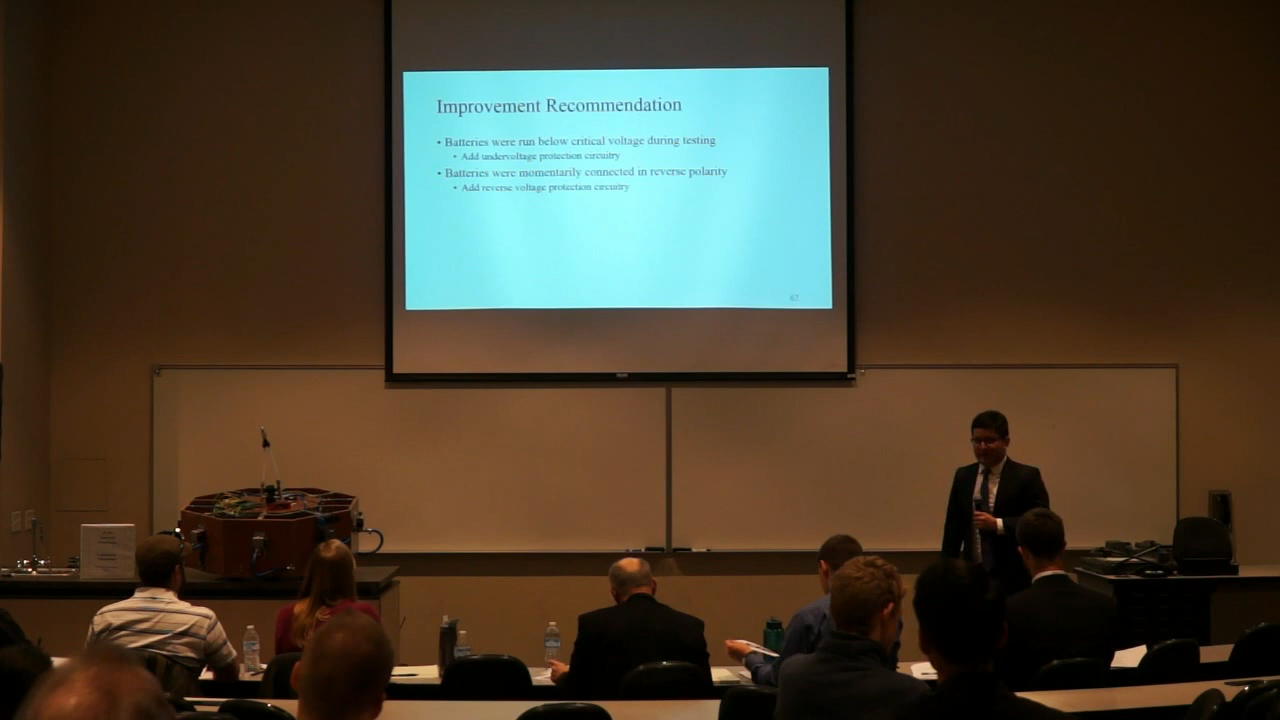 Improvement Recommendation
• Batteries were run below critical voltage during testing
• Add undervoltage protection circuitry
• Batteries were momentarily connected in reverse polarity
• Add reverse voltage protection circuitry
67